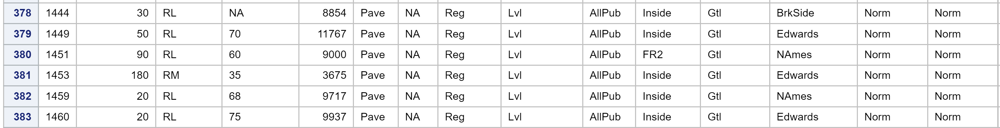 378 1444 30 RL NA 8854 Pave NA Reg Lvl AllPub Inside Gtl BrkSide Norm Norm
379 1449 50 RL 70 11767 Pave NA Reg Lvl AllPub Inside Gtl Edwards Norm Norm
380 1451 90 RL 60 9000 Pave NA Reg Lvl AllPub FR2 Gtl NAmes Norm Norm
381 1453 180 RM 35 3675 Pave NA Reg Lvl AllPub Inside Gtl Edwards Norm Norm
382 1459 20 RL 68 9717 Pave NA Reg Lvl AllPub Inside Gtl NAmes Norm Norm
383 1460 20 RL 75 9937 Pave NA Reg Lvl AllPub Inside Gtl Edwards Norm Norm